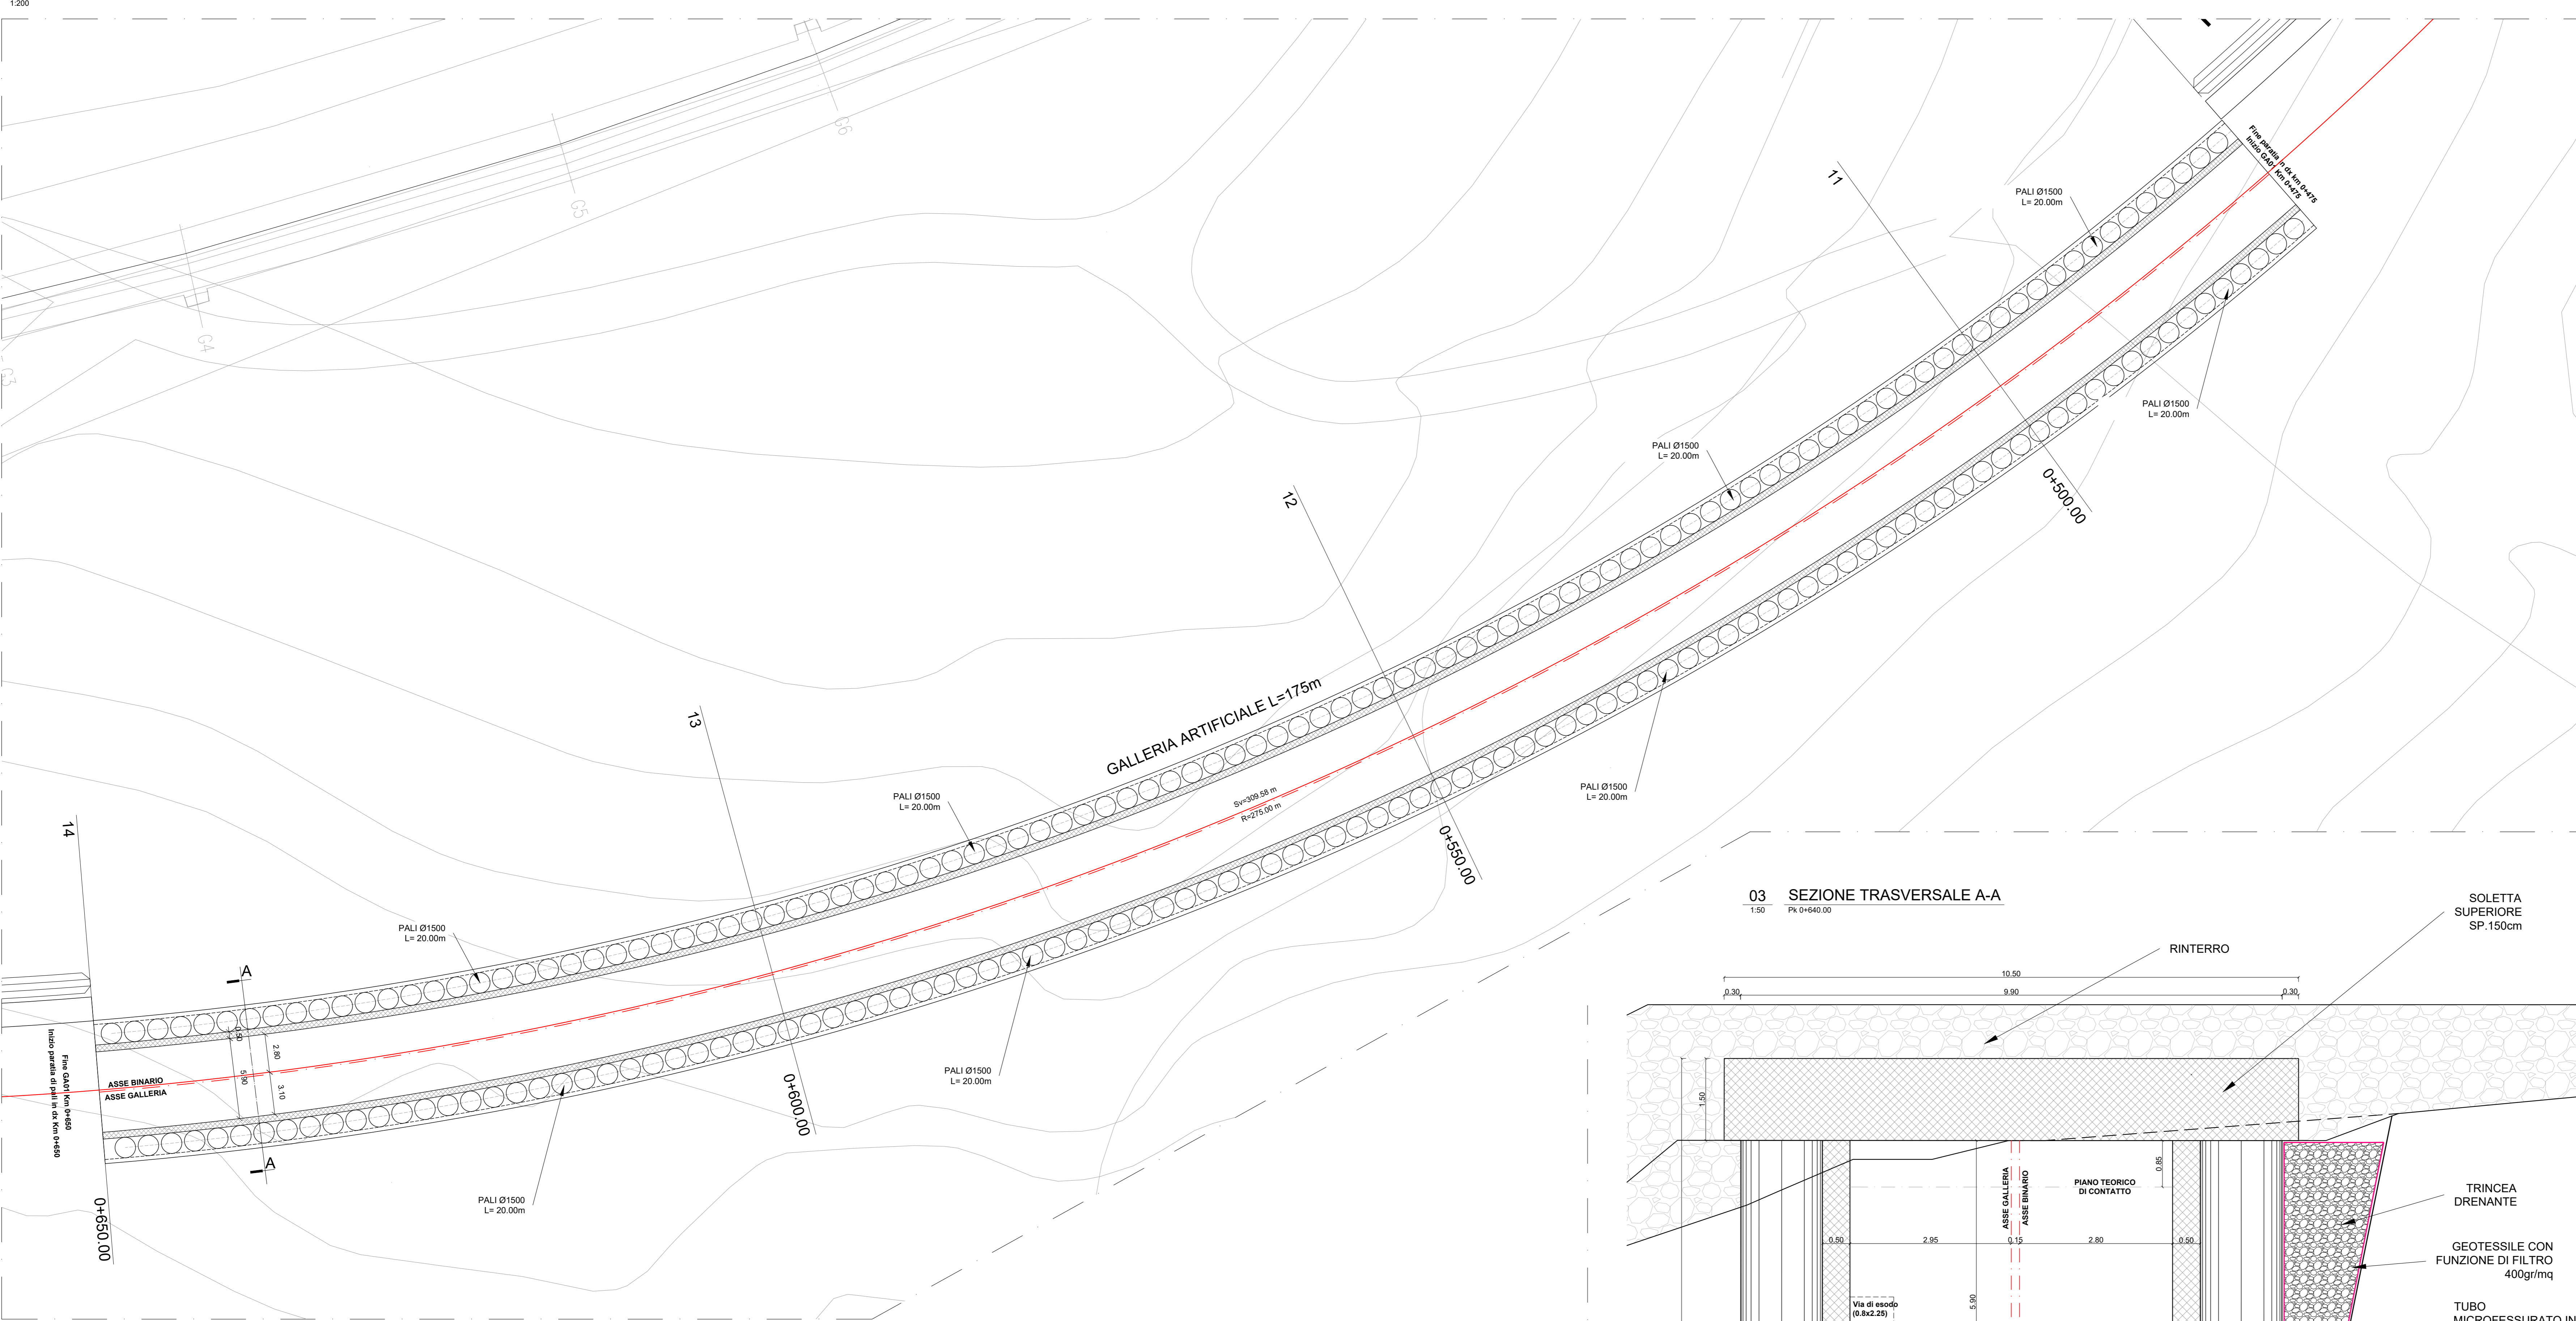 1:200
G6
G5
G4
G3
11
Fine paratia in dx km 0+475
Inizio GA01 Km 0+475
PALI Ø1500
L= 20.00m
PALI Ø1500
L= 20.00m
PALI Ø1500
L= 20.00m
0+500.00
12
GALLERIA ARTIFICIALE L=175m
13
PALI Ø1500
L= 20.00m
Sv=309.58 m
R=275.00 m
PALI Ø1500
L= 20.00m
0+550.00
14
PALI Ø1500
L= 20.00m
A
0.50
2.80
5.90
3.10
ASSE BINARIO
ASSE GALLERIA
Fine GA01 Km 0+650
Inizio paratia di pali in dx Km 0+650
A
PALI Ø1500
L= 20.00m
0+600.00
PALI Ø1500
L= 20.00m
0+650.00
03 SEZIONE TRASVERSALE A-A
1:50 Pk 0+640.00
SOLETTA
SUPERIORE
SP.150cm
RINTERRO
10.50
0.30 9.90 0.30
1.50
0.85
ASSE GALLERIA
ASSE BINARIO
PIANO TEORICO
DI CONTATTO
0.50 2.95 0.15 2.80 0.50
5.90
Via di esodo
(0.8x2.25)
TRINCEA
DRENANTE
GEOTESSILE CON
FUNZIONE DI FILTRO
400gr/mq
TUBO
MICROFESSURATO IN